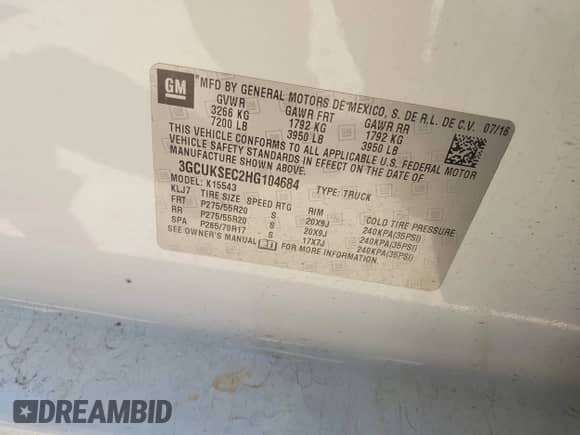 GM
MFD BY GENERAL MOTORS DE MEXICO, S. DE R.L. DE C.V. 07/16
GVWR GAWR FRT GAWR RR
3266 KG 1792 KG 1792 KG
7200 LB 3950 LB 3950 LB
THIS VEHICLE CONFORMS TO ALL APPLICABLE U.S. FEDERAL MOTOR
VEHICLE SAFETY STANDARDS IN EFFECT ON THE DATE OF
MANUFACTURE SHOWN ABOVE.
3GCUKSEC2HG104684 TYPE: TRUCK
MODEL: K15543
KLJ7 TIRE SIZE SPEED RTG RIM COLD TIRE PRESSURE
FRT P275/55R20 S 20X9J 240KPA(35PSI)
RR P275/55R20 S 20X9J 240KPA(35PSI)
SPA P265/70R17 S 17X7J 240KPA(35PSI)
SEE OWNER'S MANUAL FOR MORE INFORMATION.
DREAMBID